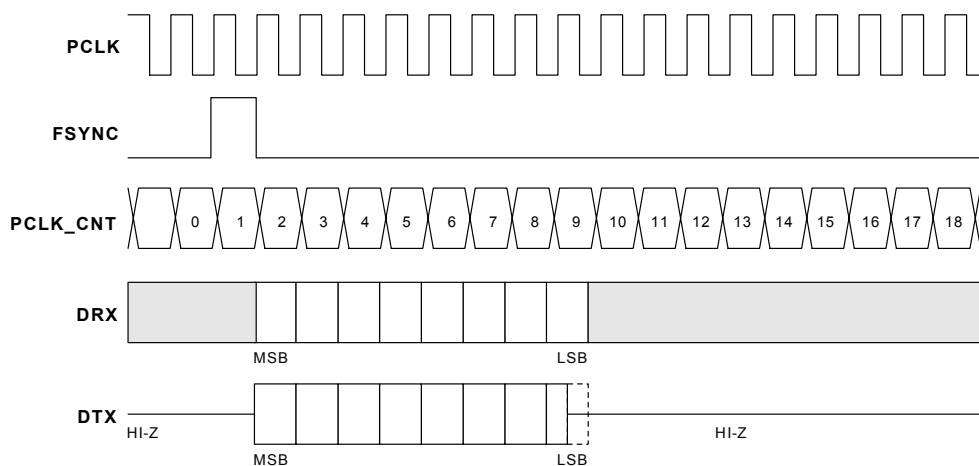 PCLK
FSYNC
PCLK_CNT 0 1 2 3 4 5 6 7 8 9 10 11 12 13 14 15 16 17 18
DRX
MSB LSB
DTX
HI-Z HI-Z
MSB LSB